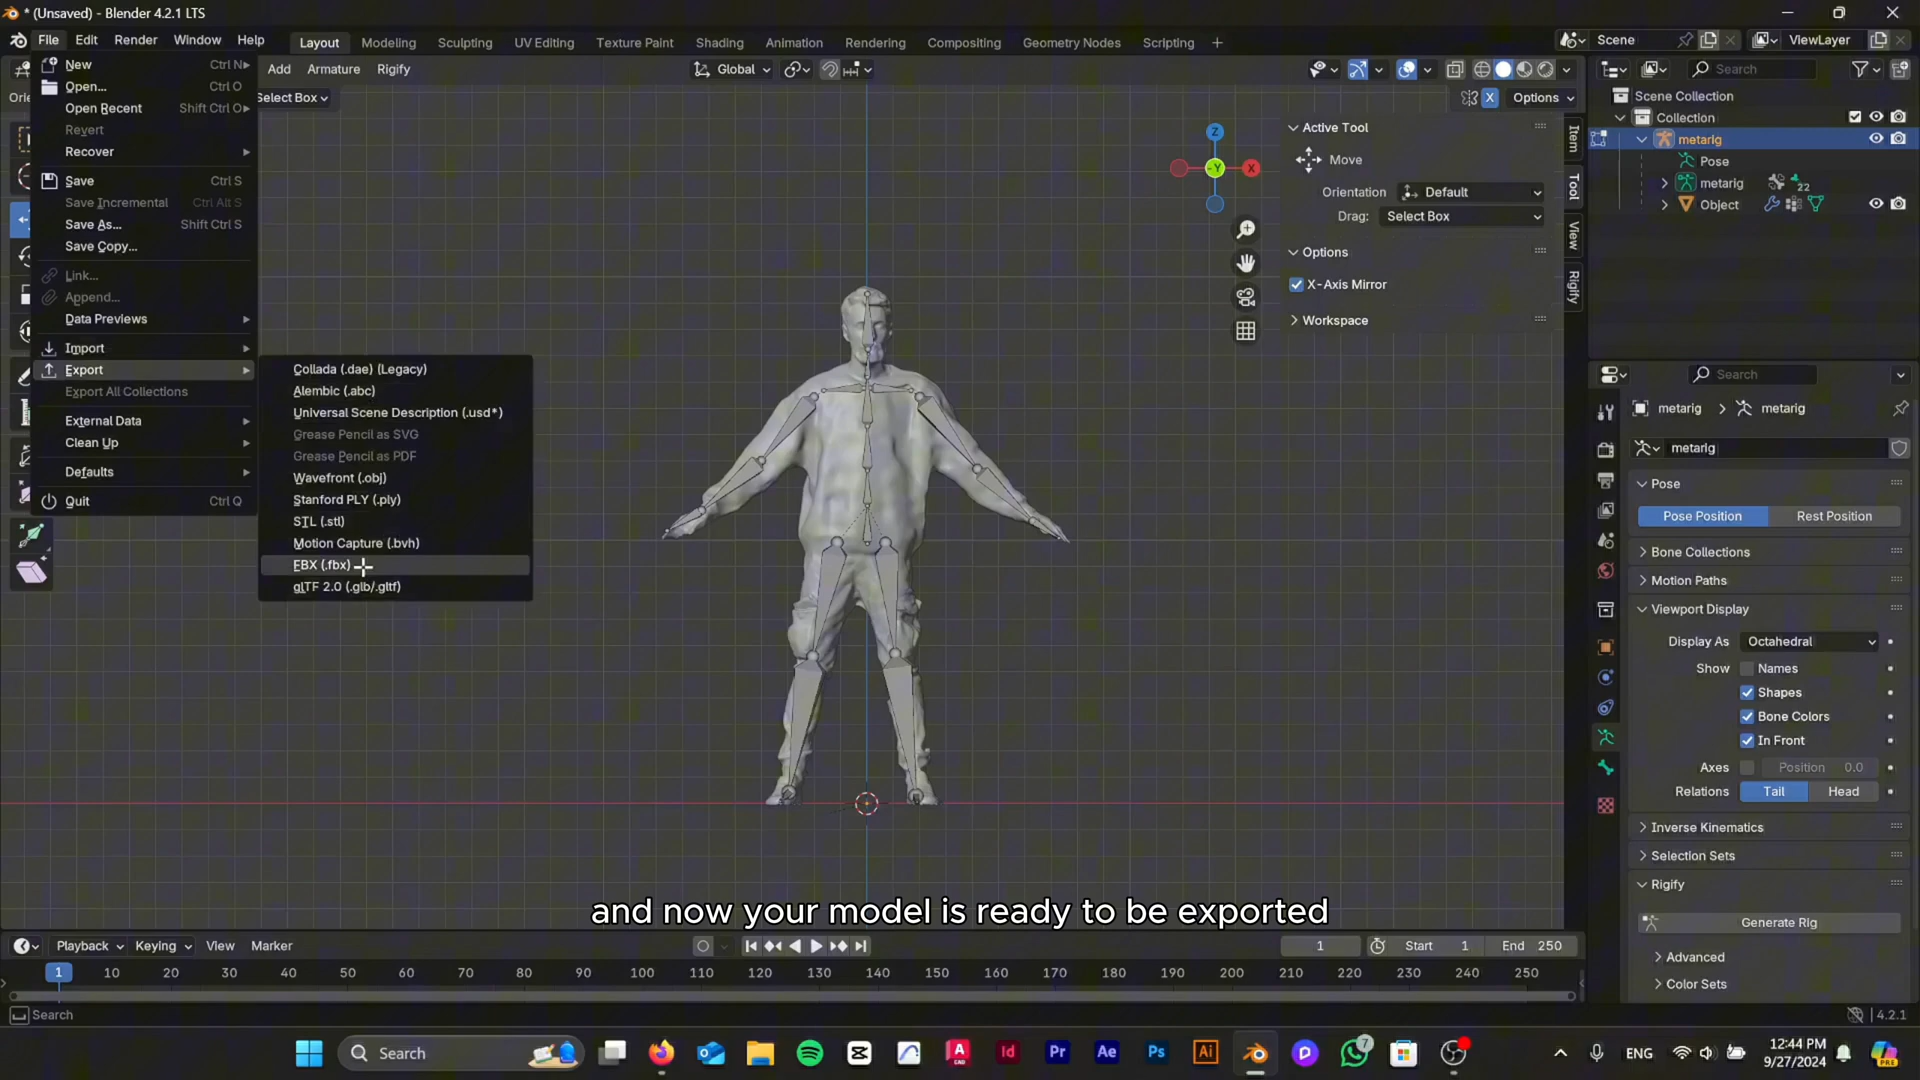 * (Unsaved) - Blender 4.2.1 LTS
File Edit Render Window Help Layout Modeling Sculpting UV Editing Texture Paint Shading Animation Rendering Compositing Geometry Nodes Scripting + Scene ViewLayer
Add Armature Rigify Global Search
Select Box Options
New Ctrl N
Open... Ctrl O
Open Recent Shift Ctrl O
Revert
Recover
Save Ctrl S
Save Incremental Ctrl Alt S
Save As... Shift Ctrl S
Save Copy...
Link...
Append...
Data Previews
Import
Export
Export All Collections
External Data
Clean Up
Defaults
Quit Ctrl Q
Collada (.dae) (Legacy)
Alembic (.abc)
Universal Scene Description (.usd*)
Grease Pencil as SVG
Grease Pencil as PDF
Wavefront (.obj)
Stanford PLY (.ply)
STL (.stl)
Motion Capture (.bvh)
FBX (.fbx)
glTF 2.0 (.glb/.gltf)
Z
-Y
X
X
Active Tool
Move
Orientation Default
Drag: Select Box
Options
X-Axis Mirror
Workspace
Item
Tool
View
Rigify
Scene Collection
Collection
metarig
Pose
metarig 22
Object
Search
metarig > metarig
metarig
Pose
Pose Position Rest Position
Bone Collections
Motion Paths
Viewport Display
Display As Octahedral
Show Names
Shapes
Bone Colors
In Front
Axes Position 0.0
Relations Tail Head
Inverse Kinematics
Selection Sets
Rigify
Generate Rig
Advanced
Color Sets
and now your model is ready to be exported
Playback Keying View Marker 1 Start 1 End 250
1 10 20 30 40 50 60 70 80 90 100 110 120 130 140 150 160 170 180 190 200 210 220 230 240 250
Search 4.2.1
Search Id Pr Ae Ps Ai 7 ENG 12:44 PM
9/27/2024